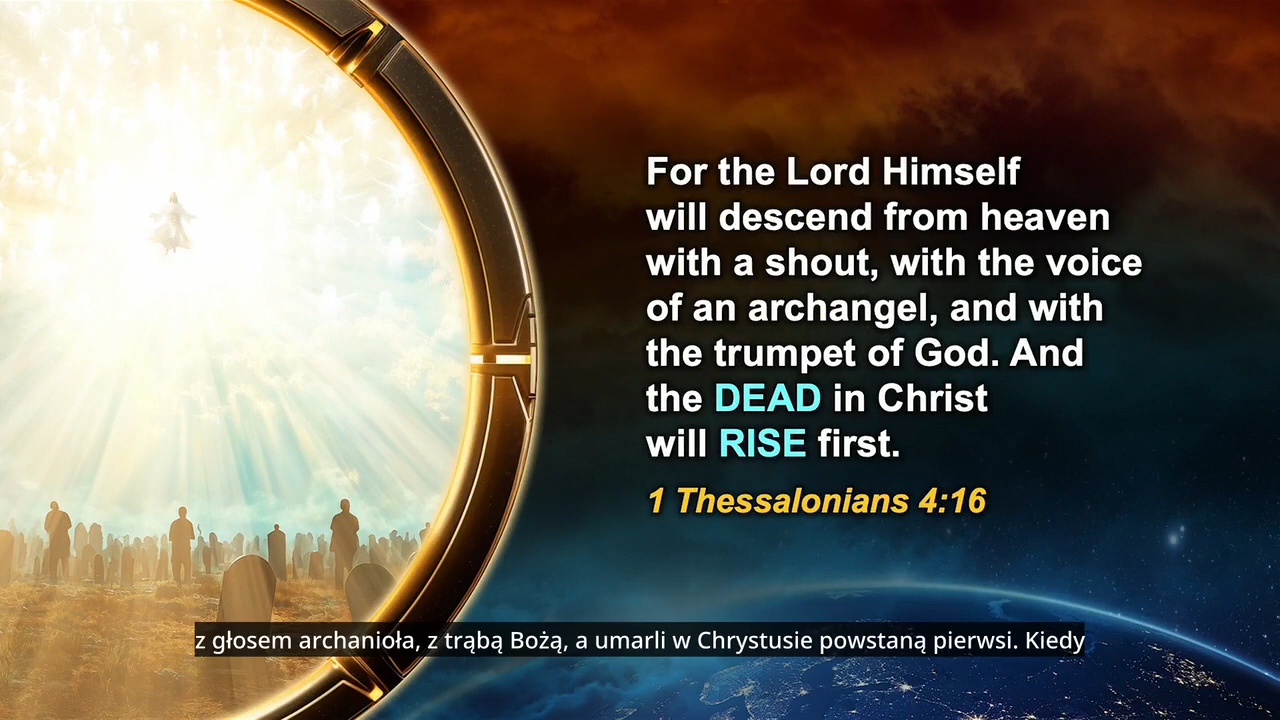 For the Lord Himself
will descend from heaven
with a shout, with the voice
of an archangel, and with
the trumpet of God. And
the DEAD in Christ
will RISE first.
1 Thessalonians 4:16
z głosem archanioła, z trąbą Bożą, a umarli w Chrystusie powstaną pierwsi. Kiedy